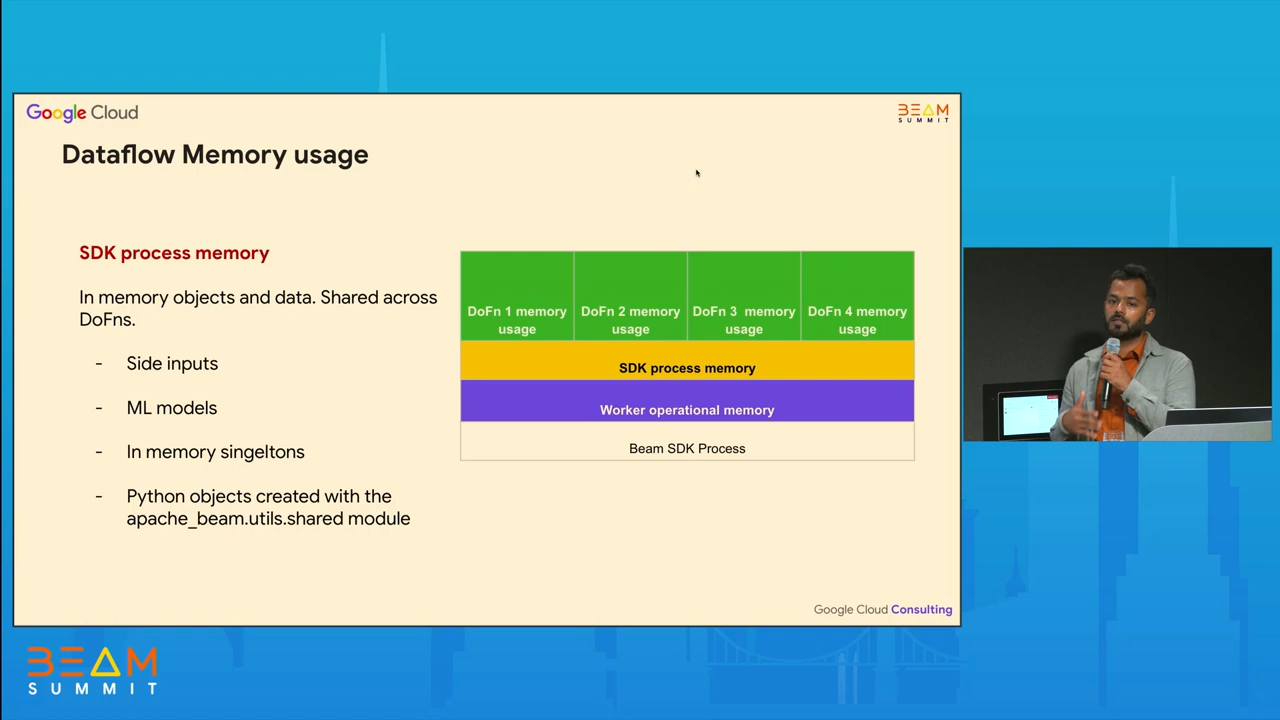 Google Cloud
BEAM
SUMMIT
Dataflow Memory usage
SDK process memory
In memory objects and data. Shared across
DoFns.
- Side inputs
- ML models
- In memory singeltons
- Python objects created with the
apache_beam.utils.shared module
DoFn 1 memory
usage
DoFn 2 memory
usage
DoFn 3 memory
usage
DoFn 4 memory
usage
SDK process memory
Worker operational memory
Beam SDK Process
Google Cloud Consulting
BEAM
SUMMIT